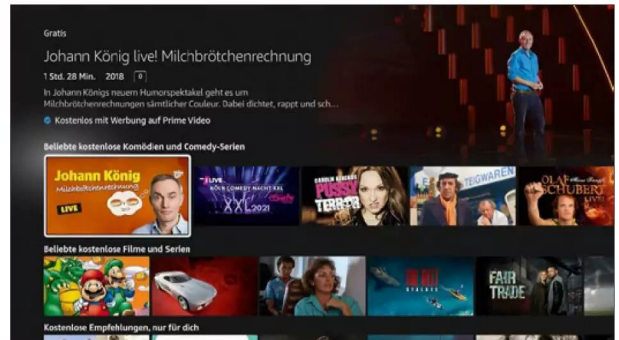 Gratis
Johann König live! Milchbrötchenrechnung
1 Std. 28 Min. 2018 0
In Johann Königs neuem Humorspektakel geht es um
Milchbrötchenrechnungen sämtlicher Couleur. Dabei dichtet, rappt und sch...
Kostenlos mit Werbung auf Prime Video
Beliebte kostenlose Komödien und Comedy-Serien
Johann König
Milchbrötchenrechnung
LIVE
LIVE
KÖLN COMEDY NACHT XXL
XXL 2021
CAROLIN KEBEKUS
PUSSY
TERROR
TEIGWAREN
OLAF
SCHUBERT
LIVE!
Beliebte kostenlose Filme und Serien
FAIR
TRADE
Kostenlose Empfehlungen, nur für dich